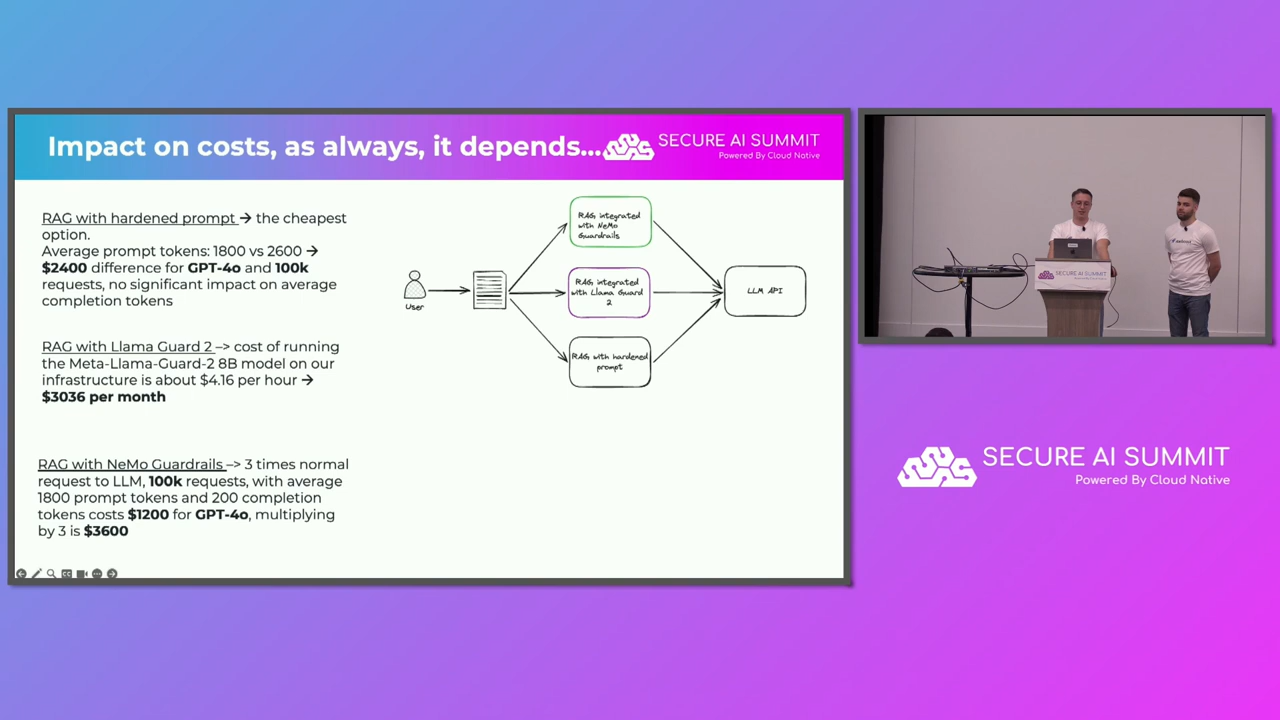 Impact on costs, as always, it depends...
SECURE AI SUMMIT
Powered By Cloud Native
RAG with hardened prompt → the cheapest
option.
Average prompt tokens: 1800 vs 2600 →
$2400 difference for GPT-4o and 100k
requests, no significant impact on average
completion tokens
RAG with Llama Guard 2 –> cost of running
the Meta-Llama-Guard-2 8B model on our
infrastructure is about $4.16 per hour →
$3036 per month
RAG with NeMo Guardrails –> 3 times normal
request to LLM, 100k requests, with average
1800 prompt tokens and 200 completion
tokens costs $1200 for GPT-4o, multiplying
by 3 is $3600
User
RAG integrated
with NeMo
Guardrails
RAG integrated
with Llama Guard
2
RAG with hardened
prompt
LLM API
SECURE AI SUMMIT
SECURE AI SUMMIT
Powered By Cloud Native